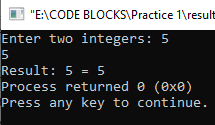 "E:\CODE BLOCKS\Practice 1\result
Enter two integers: 5
5
Result: 5 = 5
Process returned 0 (0x0)
Press any key to continue.